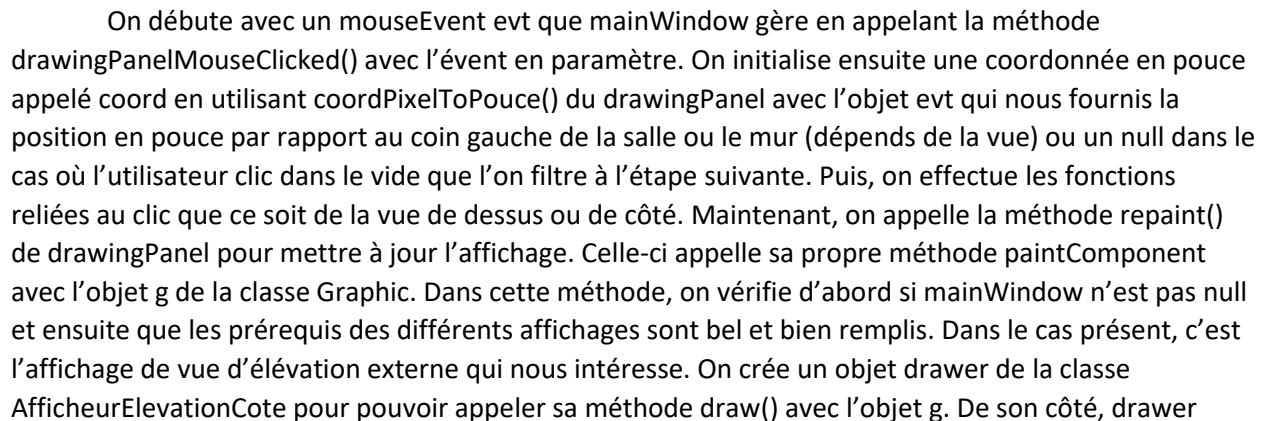 On débute avec un mouseEvent evt que mainWindow gère en appelant la méthode
drawingPanelMouseClicked() avec l’évent en paramètre. On initialise ensuite une coordonnée en pouce
appelé coord en utilisant coordPixelToPouce() du drawingPanel avec l’objet evt qui nous fournis la
position en pouce par rapport au coin gauche de la salle ou le mur (dépends de la vue) ou un null dans le
cas où l’utilisateur clic dans le vide que l’on filtre à l’étape suivante. Puis, on effectue les fonctions
reliées au clic que ce soit de la vue de dessus ou de côté. Maintenant, on appelle la méthode repaint()
de drawingPanel pour mettre à jour l’affichage. Celle-ci appelle sa propre méthode paintComponent
avec l’objet g de la classe Graphic. Dans cette méthode, on vérifie d’abord si mainWindow n’est pas null
et ensuite que les prérequis des différents affichages sont bel et bien remplis. Dans le cas présent, c’est
l’affichage de vue d’élévation externe qui nous intéresse. On crée un objet drawer de la classe
AfficheurElevationCote pour pouvoir appeler sa méthode draw() avec l’objet g. De son côté, drawer